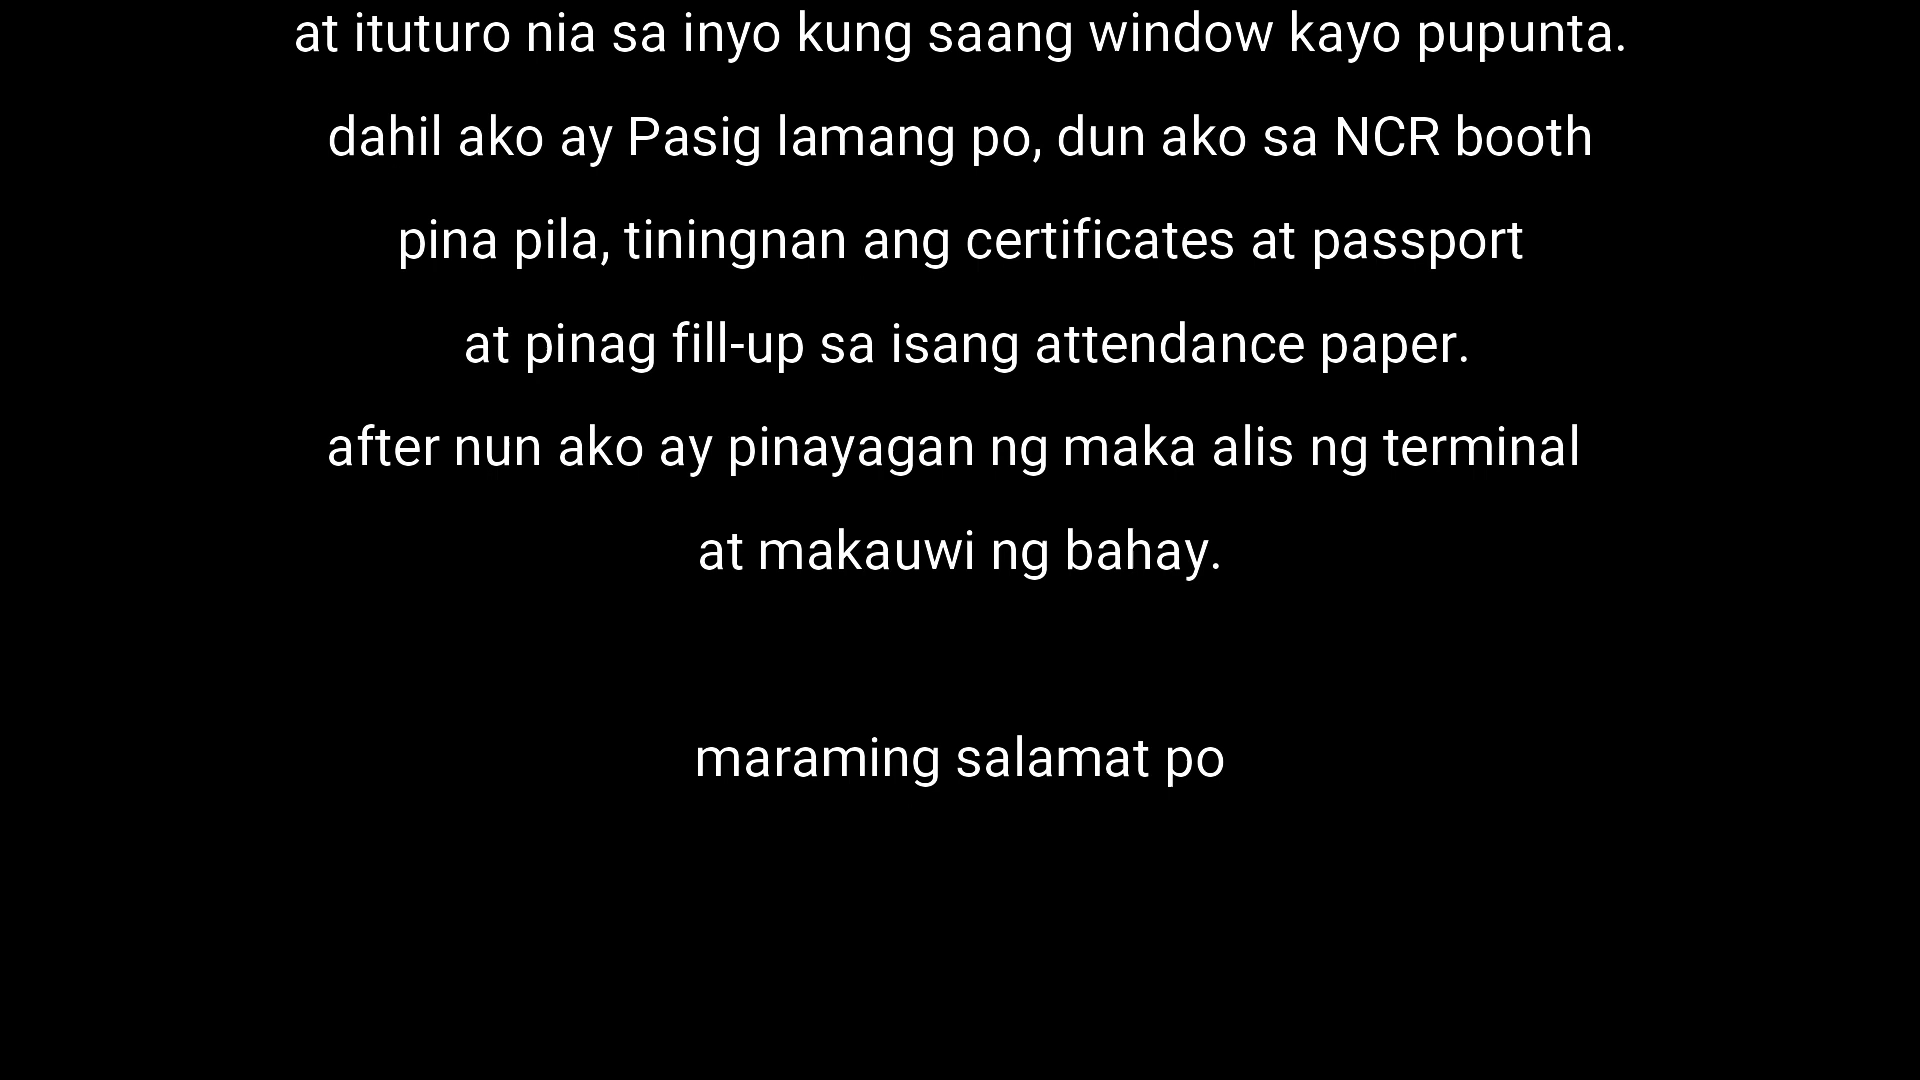 at ituturo nia sa inyo kung saang window kayo pupunta.
dahil ako ay Pasig lamang po, dun ako sa NCR booth
pina pila, tiningnan ang certificates at passport
at pinag fill-up sa isang attendance paper.
after nun ako ay pinayagan ng maka alis ng terminal
at makauwi ng bahay.
maraming salamat po